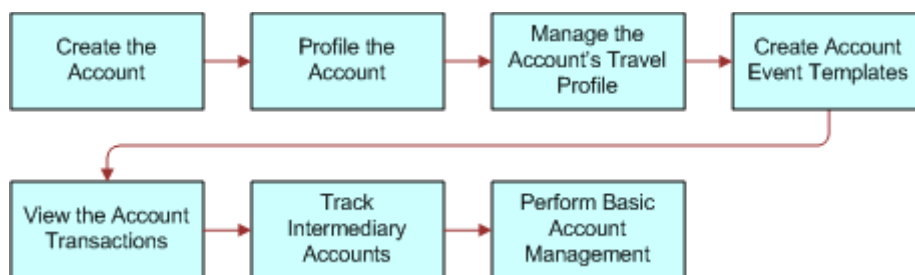 Create the
Account
Profile the
Account
Manage the
Account's Travel
Profile
Create Account
Event Templates
View the Account
Transactions
Track
Intermediary
Accounts
Perform Basic
Account
Management